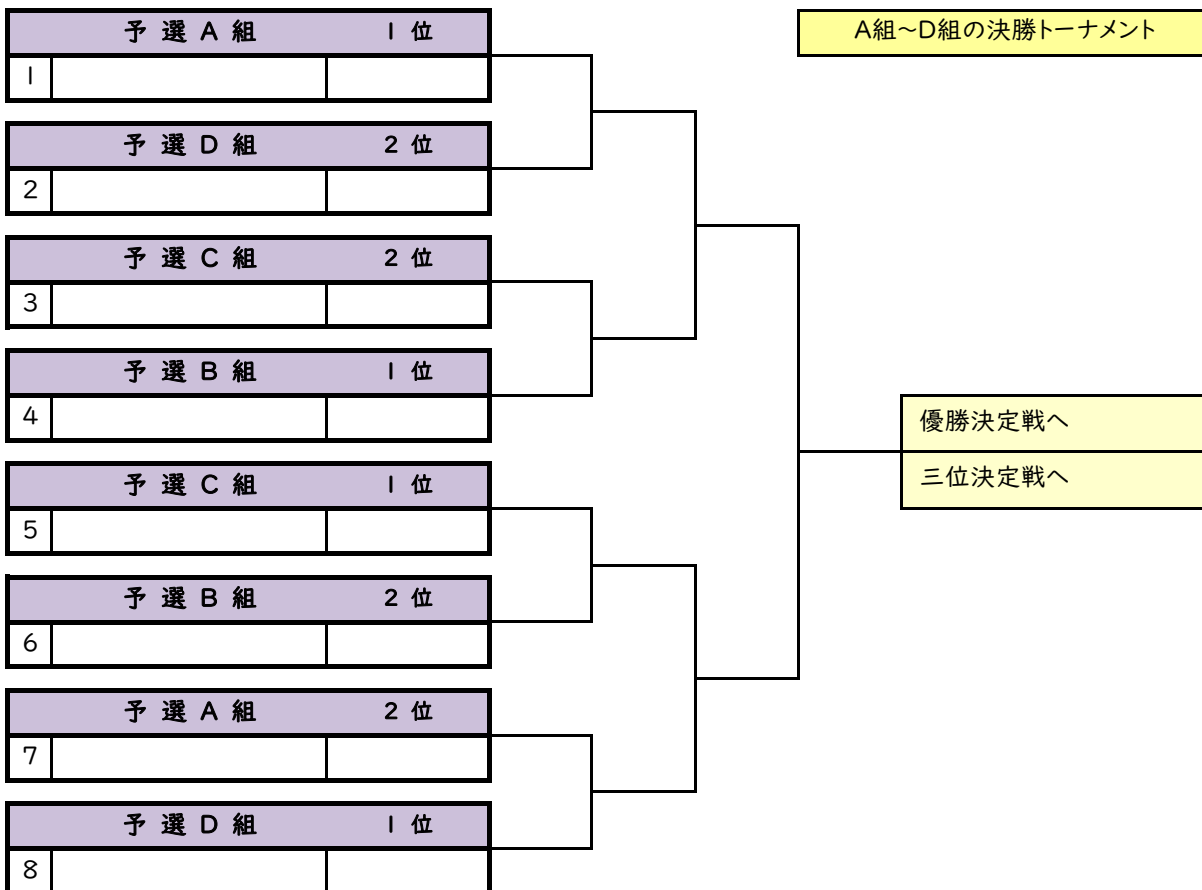 予選A組 1位
A組～D組の決勝トーナメント
1
予選D組 2位
2
予選C組 2位
3
予選B組 1位
4
優勝決定戦へ
三位決定戦へ
予選C組 1位
5
予選B組 2位
6
予選A組 2位
7
予選D組 1位
8